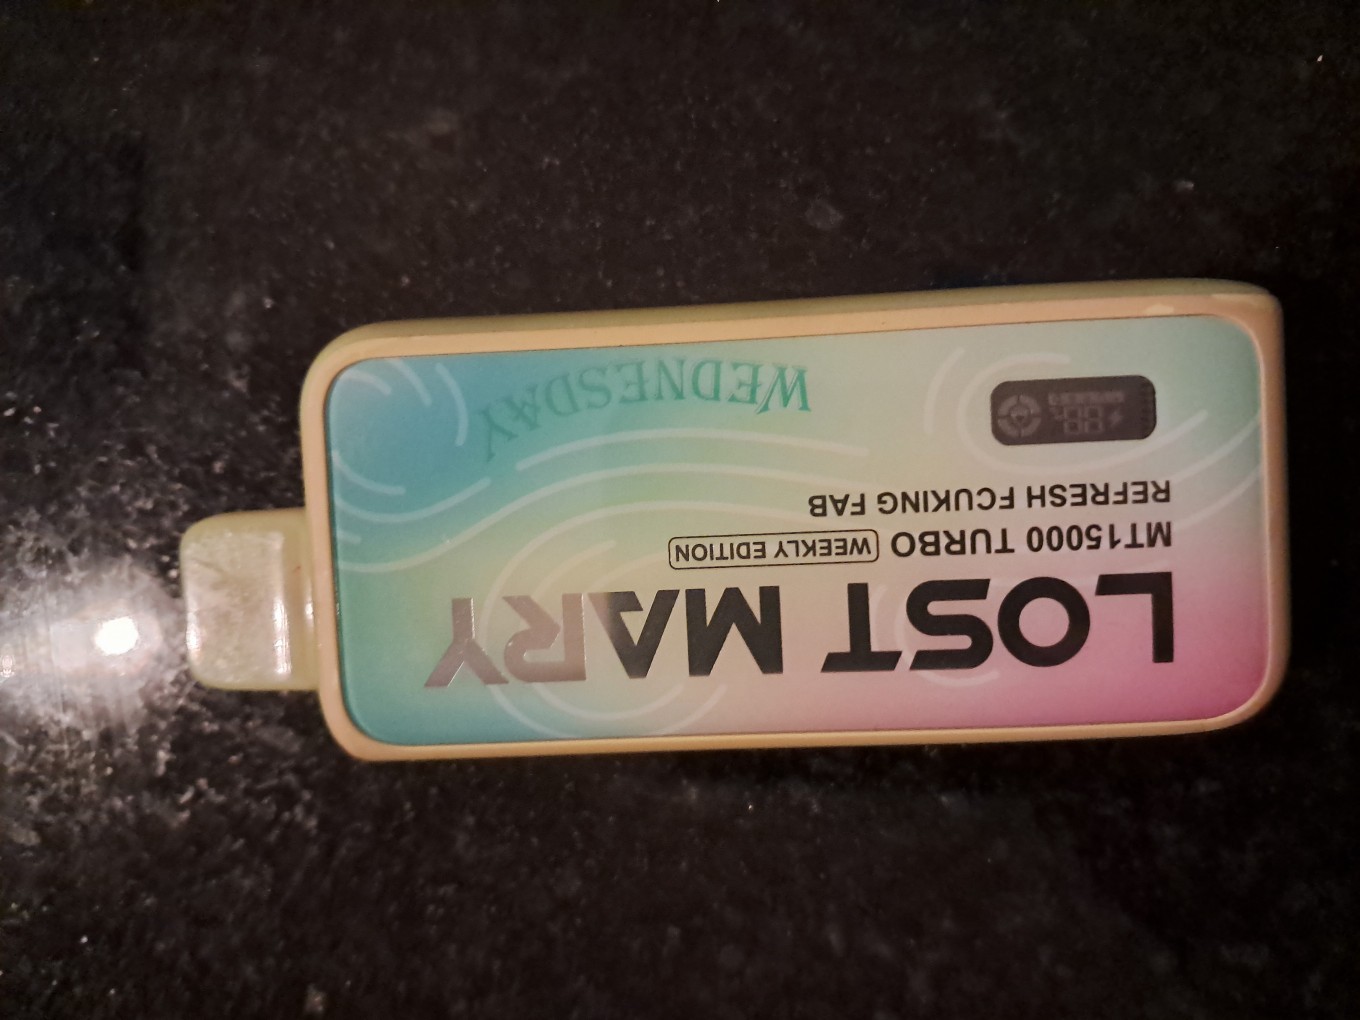 WEDNESDAY
LOST MARY
MT15000 TURBO WEEKLY EDITION
REFRESH FCUKING FAB